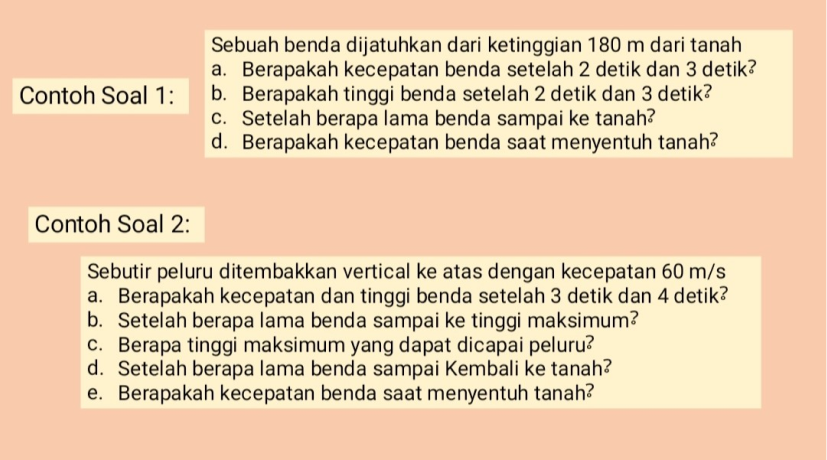 Contoh Soal 1:
Sebuah benda dijatuhkan dari ketinggian 180 m dari tanah
a. Berapakah kecepatan benda setelah 2 detik dan 3 detik?
b. Berapakah tinggi benda setelah 2 detik dan 3 detik?
c. Setelah berapa lama benda sampai ke tanah?
d. Berapakah kecepatan benda saat menyentuh tanah?
Contoh Soal 2:
Sebutir peluru ditembakkan vertical ke atas dengan kecepatan 60 m/s
a. Berapakah kecepatan dan tinggi benda setelah 3 detik dan 4 detik?
b. Setelah berapa lama benda sampai ke tinggi maksimum?
c. Berapa tinggi maksimum yang dapat dicapai peluru?
d. Setelah berapa lama benda sampai Kembali ke tanah?
e. Berapakah kecepatan benda saat menyentuh tanah?